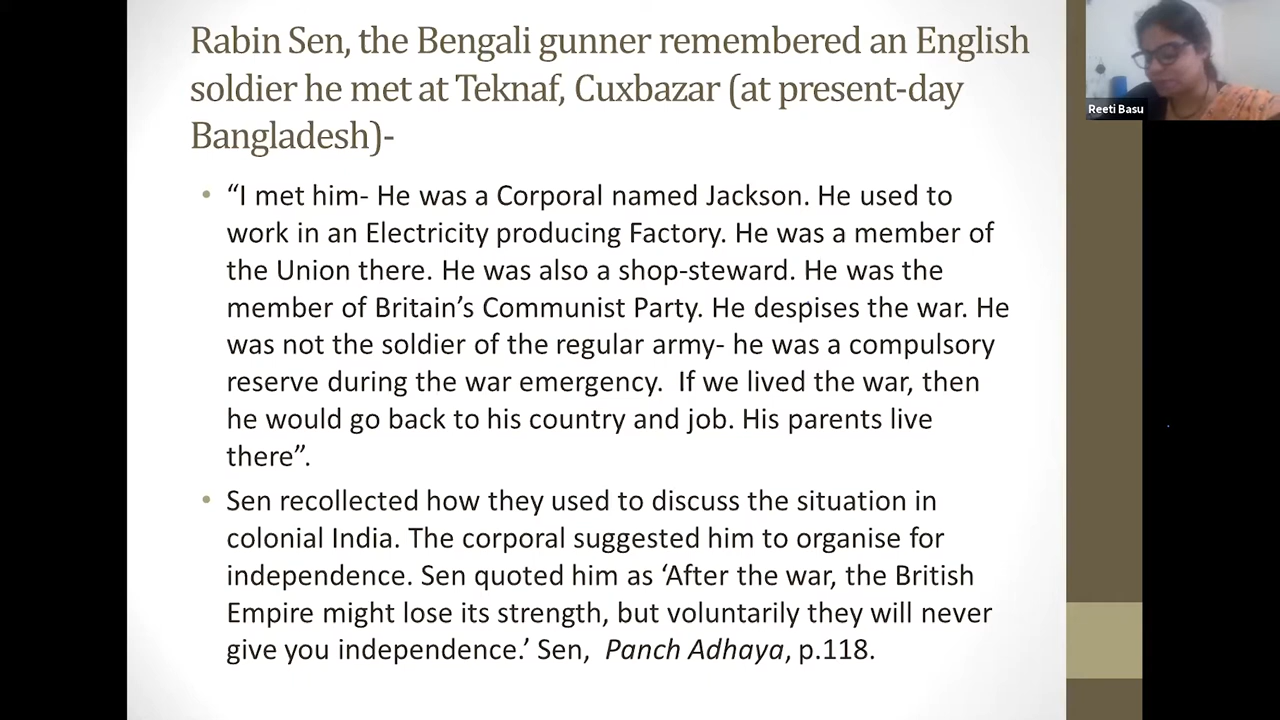 Rabin Sen, the Bengali gunner remembered an English
soldier he met at Teknaf, Cuxbazar (at present-day
Bangladesh)-
• “I met him- He was a Corporal named Jackson. He used to
work in an Electricity producing Factory. He was a member of
the Union there. He was also a shop-steward. He was the
member of Britain’s Communist Party. He despises the war. He
was not the soldier of the regular army- he was a compulsory
reserve during the war emergency.  If we lived the war, then
he would go back to his country and job. His parents live
there”.
• Sen recollected how they used to discuss the situation in
colonial India. The corporal suggested him to organise for
independence. Sen quoted him as ‘After the war, the British
Empire might lose its strength, but voluntarily they will never
give you independence.’ Sen,  Panch Adhaya, p.118.
Reeti Basu